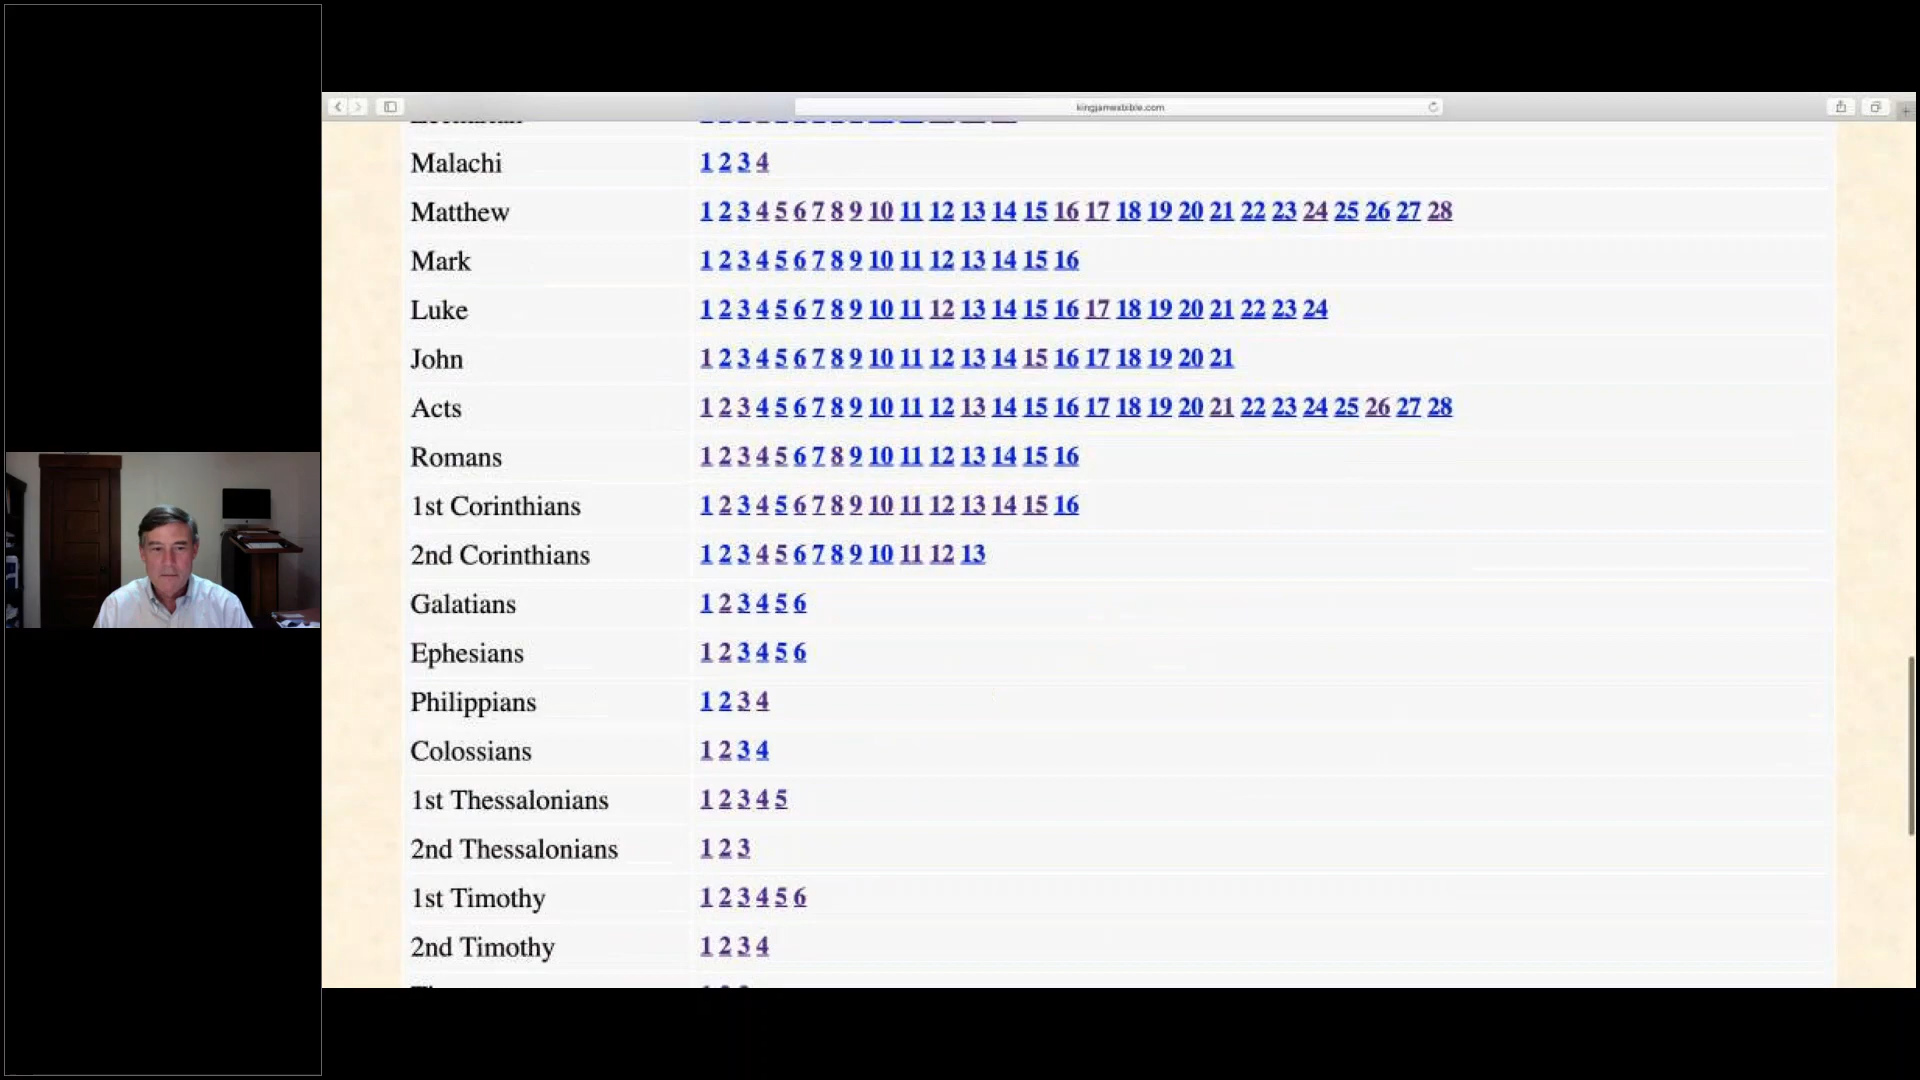 kingjamesbible.com
Malachi 1 2 3 4
Matthew 1 2 3 4 5 6 7 8 9 10 11 12 13 14 15 16 17 18 19 20 21 22 23 24 25 26 27 28
Mark 1 2 3 4 5 6 7 8 9 10 11 12 13 14 15 16
Luke 1 2 3 4 5 6 7 8 9 10 11 12 13 14 15 16 17 18 19 20 21 22 23 24
John 1 2 3 4 5 6 7 8 9 10 11 12 13 14 15 16 17 18 19 20 21
Acts 1 2 3 4 5 6 7 8 9 10 11 12 13 14 15 16 17 18 19 20 21 22 23 24 25 26 27 28
Romans 1 2 3 4 5 6 7 8 9 10 11 12 13 14 15 16
1st Corinthians 1 2 3 4 5 6 7 8 9 10 11 12 13 14 15 16
2nd Corinthians 1 2 3 4 5 6 7 8 9 10 11 12 13
Galatians 1 2 3 4 5 6
Ephesians 1 2 3 4 5 6
Philippians 1 2 3 4
Colossians 1 2 3 4
1st Thessalonians 1 2 3 4 5
2nd Thessalonians 1 2 3
1st Timothy 1 2 3 4 5 6
2nd Timothy 1 2 3 4